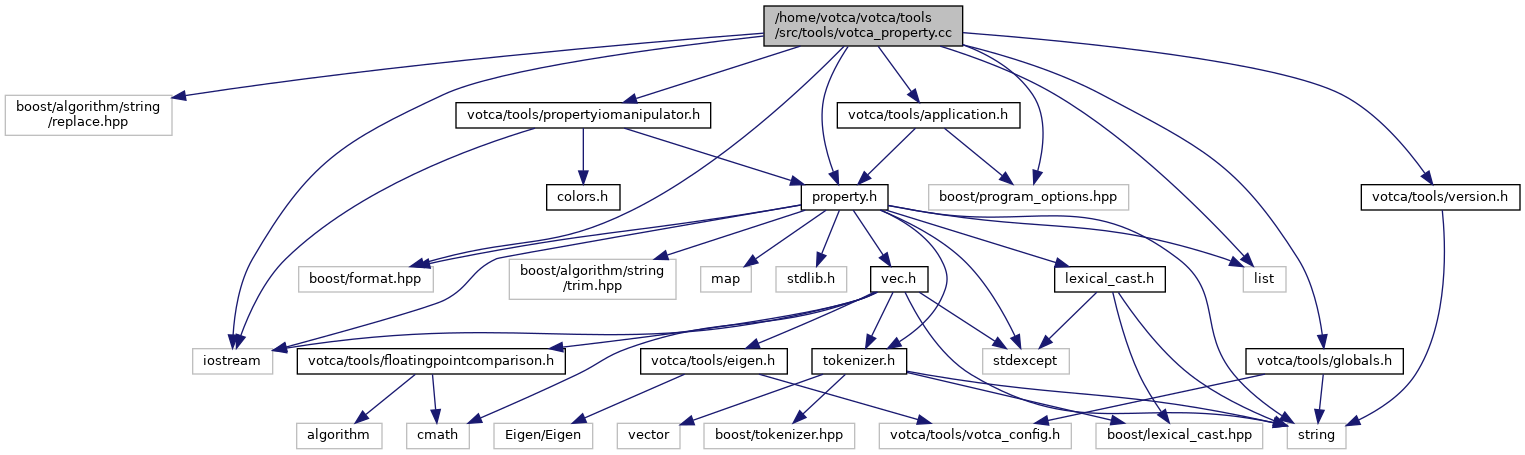 /home/votca/votca/tools
/src/tools/votca_property.cc
boost/algorithm/string
/replace.hpp
votca/tools/propertyiomanipulator.h
votca/tools/application.h
colors.h
property.h
boost/program_options.hpp
votca/tools/version.h
boost/format.hpp
boost/algorithm/string
/trim.hpp
map
stdlib.h
vec.h
lexical_cast.h
list
iostream
votca/tools/floatingpointcomparison.h
votca/tools/eigen.h
tokenizer.h
stdexcept
votca/tools/globals.h
algorithm
cmath
Eigen/Eigen
vector
boost/tokenizer.hpp
votca/tools/votca_config.h
boost/lexical_cast.hpp
string